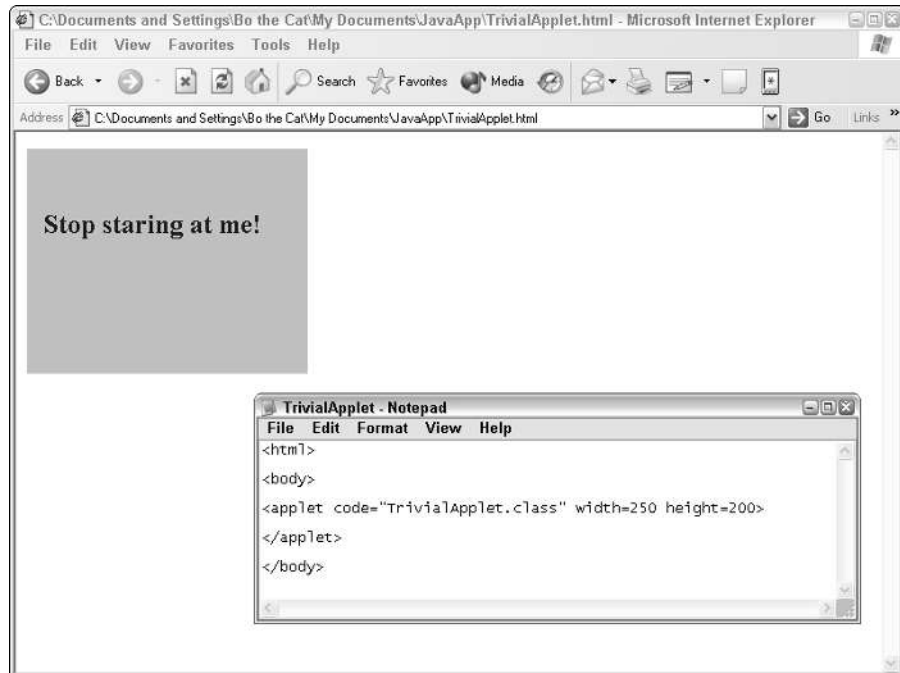 C:\Documents and Settings\Bo the Cat\My Documents\JavaApp\TrivialApplet.html - Microsoft Internet Explorer
File Edit View Favorites Tools Help
Back Search Favorites Media
Address C:\Documents and Settings\Bo the Cat\My Documents\JavaApp\TrivialApplet.html Go Links »
Stop staring at me!
TrivialApplet - Notepad
File Edit Format View Help
<html>
<body>
<applet code="TrivialApplet.class" width=250 height=200>
</applet>
</body>